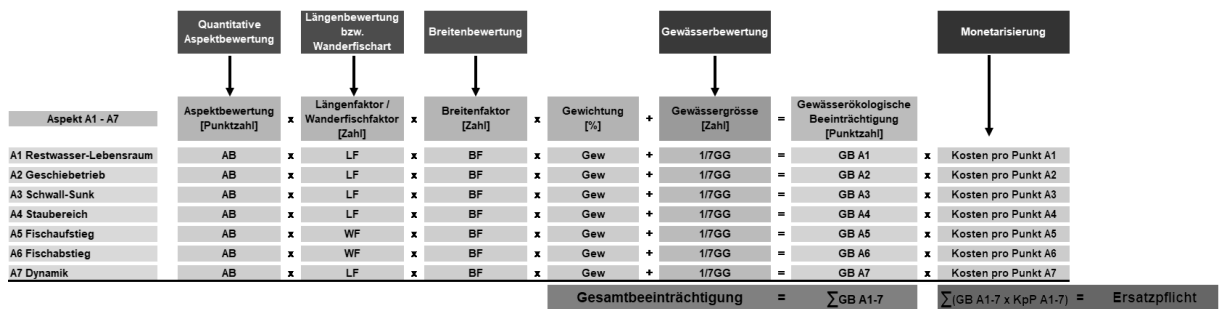 Quantitative
Aspektbewertung
Längenbewertung
bzw.
Wanderfischart
Breitenbewertung
Gewässerbewertung
Monetarisierung
Aspekt A1 - A7
Aspektbewertung
[Punktzahl]
x
Längenfaktor /
Wanderfischfaktor
[Zahl]
x
Breitenfaktor
[Zahl]
x
Gewichtung
[%]
+
Gewässergrösse
[Zahl]
=
Gewässerökologische
Beeinträchtigung
[Punktzahl]
A1 Restwasser-Lebensraum AB x LF x BF x Gew + 1/7GG = GB A1 x Kosten pro Punkt A1
A2 Geschiebetrieb AB x LF x BF x Gew + 1/7GG = GB A2 x Kosten pro Punkt A2
A3 Schwall-Sunk AB x LF x BF x Gew + 1/7GG = GB A3 x Kosten pro Punkt A3
A4 Staubereich AB x LF x BF x Gew + 1/7GG = GB A4 x Kosten pro Punkt A4
A5 Fischaufstieg AB x WF x BF x Gew + 1/7GG = GB A5 x Kosten pro Punkt A5
A6 Fischabstieg AB x WF x BF x Gew + 1/7GG = GB A6 x Kosten pro Punkt A6
A7 Dynamik AB x LF x BF x Gew + 1/7GG = GB A7 x Kosten pro Punkt A7
Gesamtbeeinträchtigung = ∑GB A1-7 ∑(GB A1-7 x KpP A1-7) = Ersatzpflicht